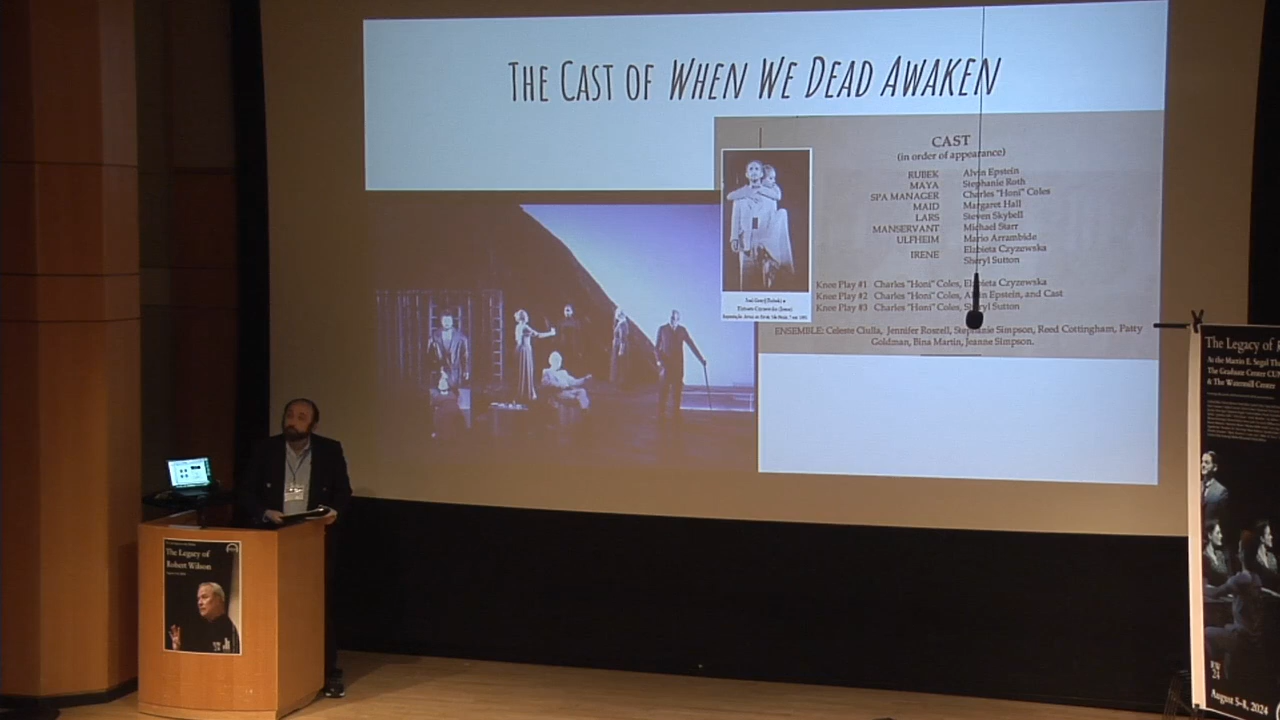 THE CAST OF WHEN WE DEAD AWAKEN
CAST
(in order of appearance)
RUBEK Alvin Epstein
MAYA Stephanie Roth
SPA MANAGER Charles "Honi" Coles
MAID Margaret Hall
LARS Steven Skybell
MANSERVANT Michael Starr
ULFHEIM Mario Arrambide
IRENE Elzbieta Czyzewska
Sheryl Sutton
Knee Play #1 Charles "Honi" Coles, Elzbieta Czyzewska
Knee Play #2 Charles "Honi" Coles, Alvin Epstein, and Cast
Knee Play #3 Charles "Honi" Coles, Sheryl Sutton
ENSEMBLE: Celeste Ciulla, Jennifer Roszell, Stephanie Simpson, Reed Cottingham, Patty
Goldman, Bina Martin, Jeanne Simpson.
The Legacy of
Robert Wilson
The Legacy of
At the Martin E. Segal
The Graduate Center
& The Watermill Center
August 5-8, 2024